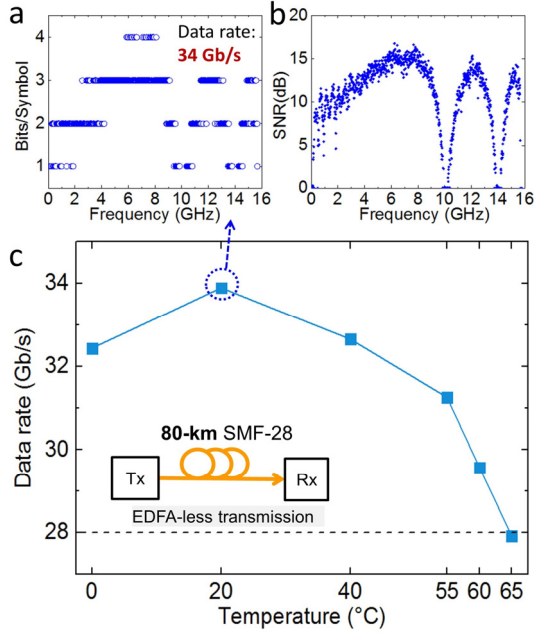 a
Data rate:
34 Gb/s
Bits/Symbol
4
3
2
1
0 2 4 6 8 10 12 14 16
Frequency (GHz)
b
SNR(dB)
20
15
10
5
0
0 2 4 6 8 10 12 14 16
Frequency (GHz)
c
Data rate (Gb/s)
34
32
30
28
80-km SMF-28
Tx
Rx
EDFA-less transmission
0 20 40 55 60 65
Temperature (°C)